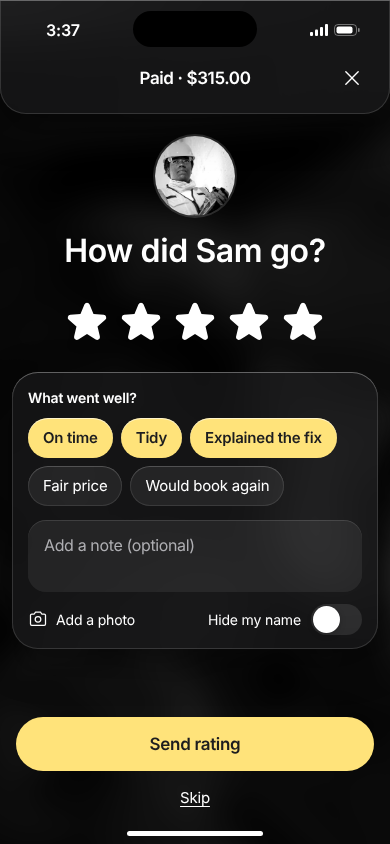 3:37
Paid · $315.00
How did Sam go?
What went well?
On time Tidy Explained the fix
Fair price Would book again
Add a note (optional)
Add a photo Hide my name
Send rating
Skip